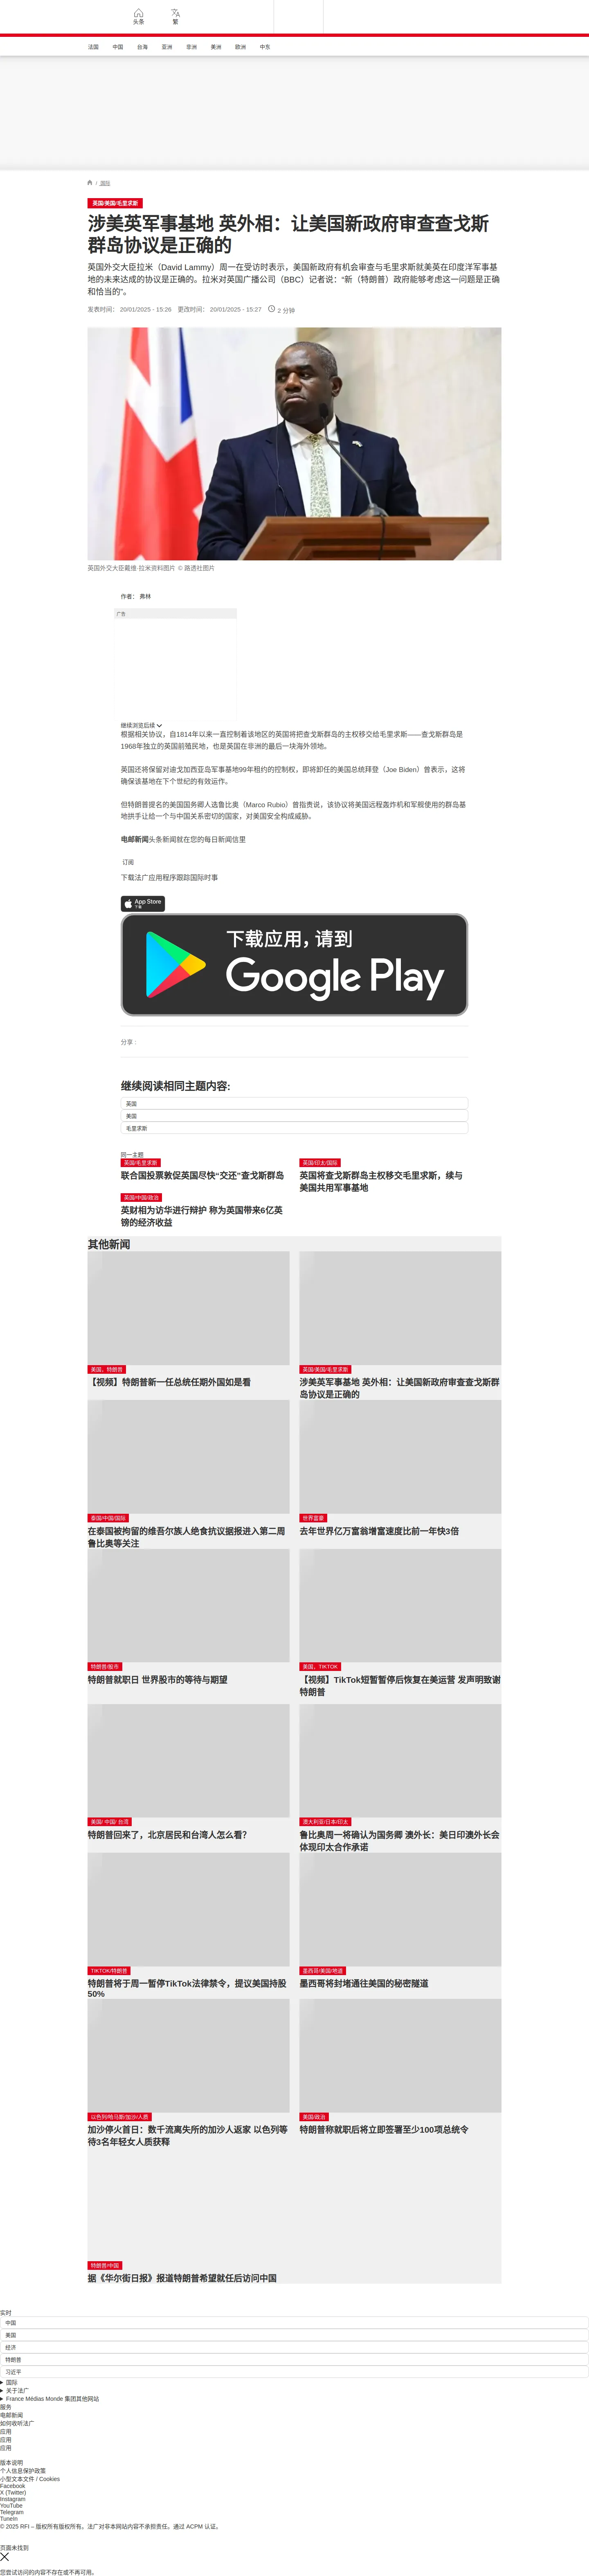 头条
繁
法国 中国 台海 亚洲 非洲 美洲 欧洲 中东
/ 国际
英国/美国/毛里求斯
涉美英军事基地 英外相：让美国新政府审查查戈斯
群岛协议是正确的
英国外交大臣拉米（David Lammy）周一在受访时表示，美国新政府有机会审查与毛里求斯就美英在印度洋军事基
地的未来达成的协议是正确的。拉米对英国广播公司（BBC）记者说：“新（特朗普）政府能够考虑这一问题是正确
和恰当的”。
发表时间： 20/01/2025 - 15:26 更改时间： 20/01/2025 - 15:27 2 分钟
英国外交大臣戴维·拉米资料图片 © 路透社图片
作者： 弗林
广告
继续浏览后续
根据相关协议，自1814年以来一直控制着该地区的英国将把查戈斯群岛的主权移交给毛里求斯——查戈斯群岛是
1968年独立的英国前殖民地，也是英国在非洲的最后一块海外领地。
英国还将保留对迪戈加西亚岛军事基地99年租约的控制权，即将卸任的美国总统拜登（Joe Biden）曾表示，这将
确保该基地在下个世纪的有效运作。
但特朗普提名的美国国务卿人选鲁比奥（Marco Rubio）曾指责说，该协议将美国远程轰炸机和军舰使用的群岛基
地拱手让给一个与中国关系密切的国家，对美国安全构成威胁。
电邮新闻头条新闻就在您的每日新闻信里
订阅
下载法广应用程序跟踪国际时事
App Store
下载
下载应用，请到
Google Play
分享 :
继续阅读相同主题内容:
英国
美国
毛里求斯
同一主题
英国/毛里求斯
联合国投票敦促英国尽快“交还”查戈斯群岛
英国/印太/国际
英国将查戈斯群岛主权移交毛里求斯，续与
美国共用军事基地
英国/中国/政治
英财相为访华进行辩护 称为英国带来6亿英
镑的经济收益
其他新闻
美国、特朗普
【视频】特朗普新一任总统任期外国如是看
英国/美国/毛里求斯
涉美英军事基地 英外相：让美国新政府审查查戈斯群
岛协议是正确的
泰国/中国/国际
在泰国被拘留的维吾尔族人绝食抗议据报进入第二周
鲁比奥等关注
世界富豪
去年世界亿万富翁增富速度比前一年快3倍
特朗普/股市
特朗普就职日 世界股市的等待与期望
美国，TIKTOK
【视频】TikTok短暂暂停后恢复在美运营 发声明致谢
特朗普
美国/ 中国/ 台湾
特朗普回来了，北京居民和台湾人怎么看？
澳大利亚/日本/印太
鲁比奥周一将确认为国务卿 澳外长：美日印澳外长会
体现印太合作承诺
TIKTOK/特朗普
特朗普将于周一暂停TikTok法律禁令，提议美国持股
50%
墨西哥/美国/地道
墨西哥将封堵通往美国的秘密隧道
以色列/哈马斯/加沙/人质
加沙停火首日：数千流离失所的加沙人返家 以色列等
待3名年轻女人质获释
美国/政治
特朗普称就职后将立即签署至少100项总统令
特朗普/中国
据《华尔街日报》报道特朗普希望就任后访问中国
实时
中国
美国
经济
特朗普
习近平
国际
关于法广
France Médias Monde 集团其他网站
服务
电邮新闻
如何收听法广
应用
应用
应用
版本说明
个人信息保护政策
小型文本文件 / Cookies
Facebook
X (Twitter)
Instagram
YouTube
Telegram
TuneIn
© 2025 RFI – 版权所有版权所有。法广对非本网站内容不承担责任。通过 ACPM 认证。
页面未找到
您尝试访问的内容不存在或不再可用。